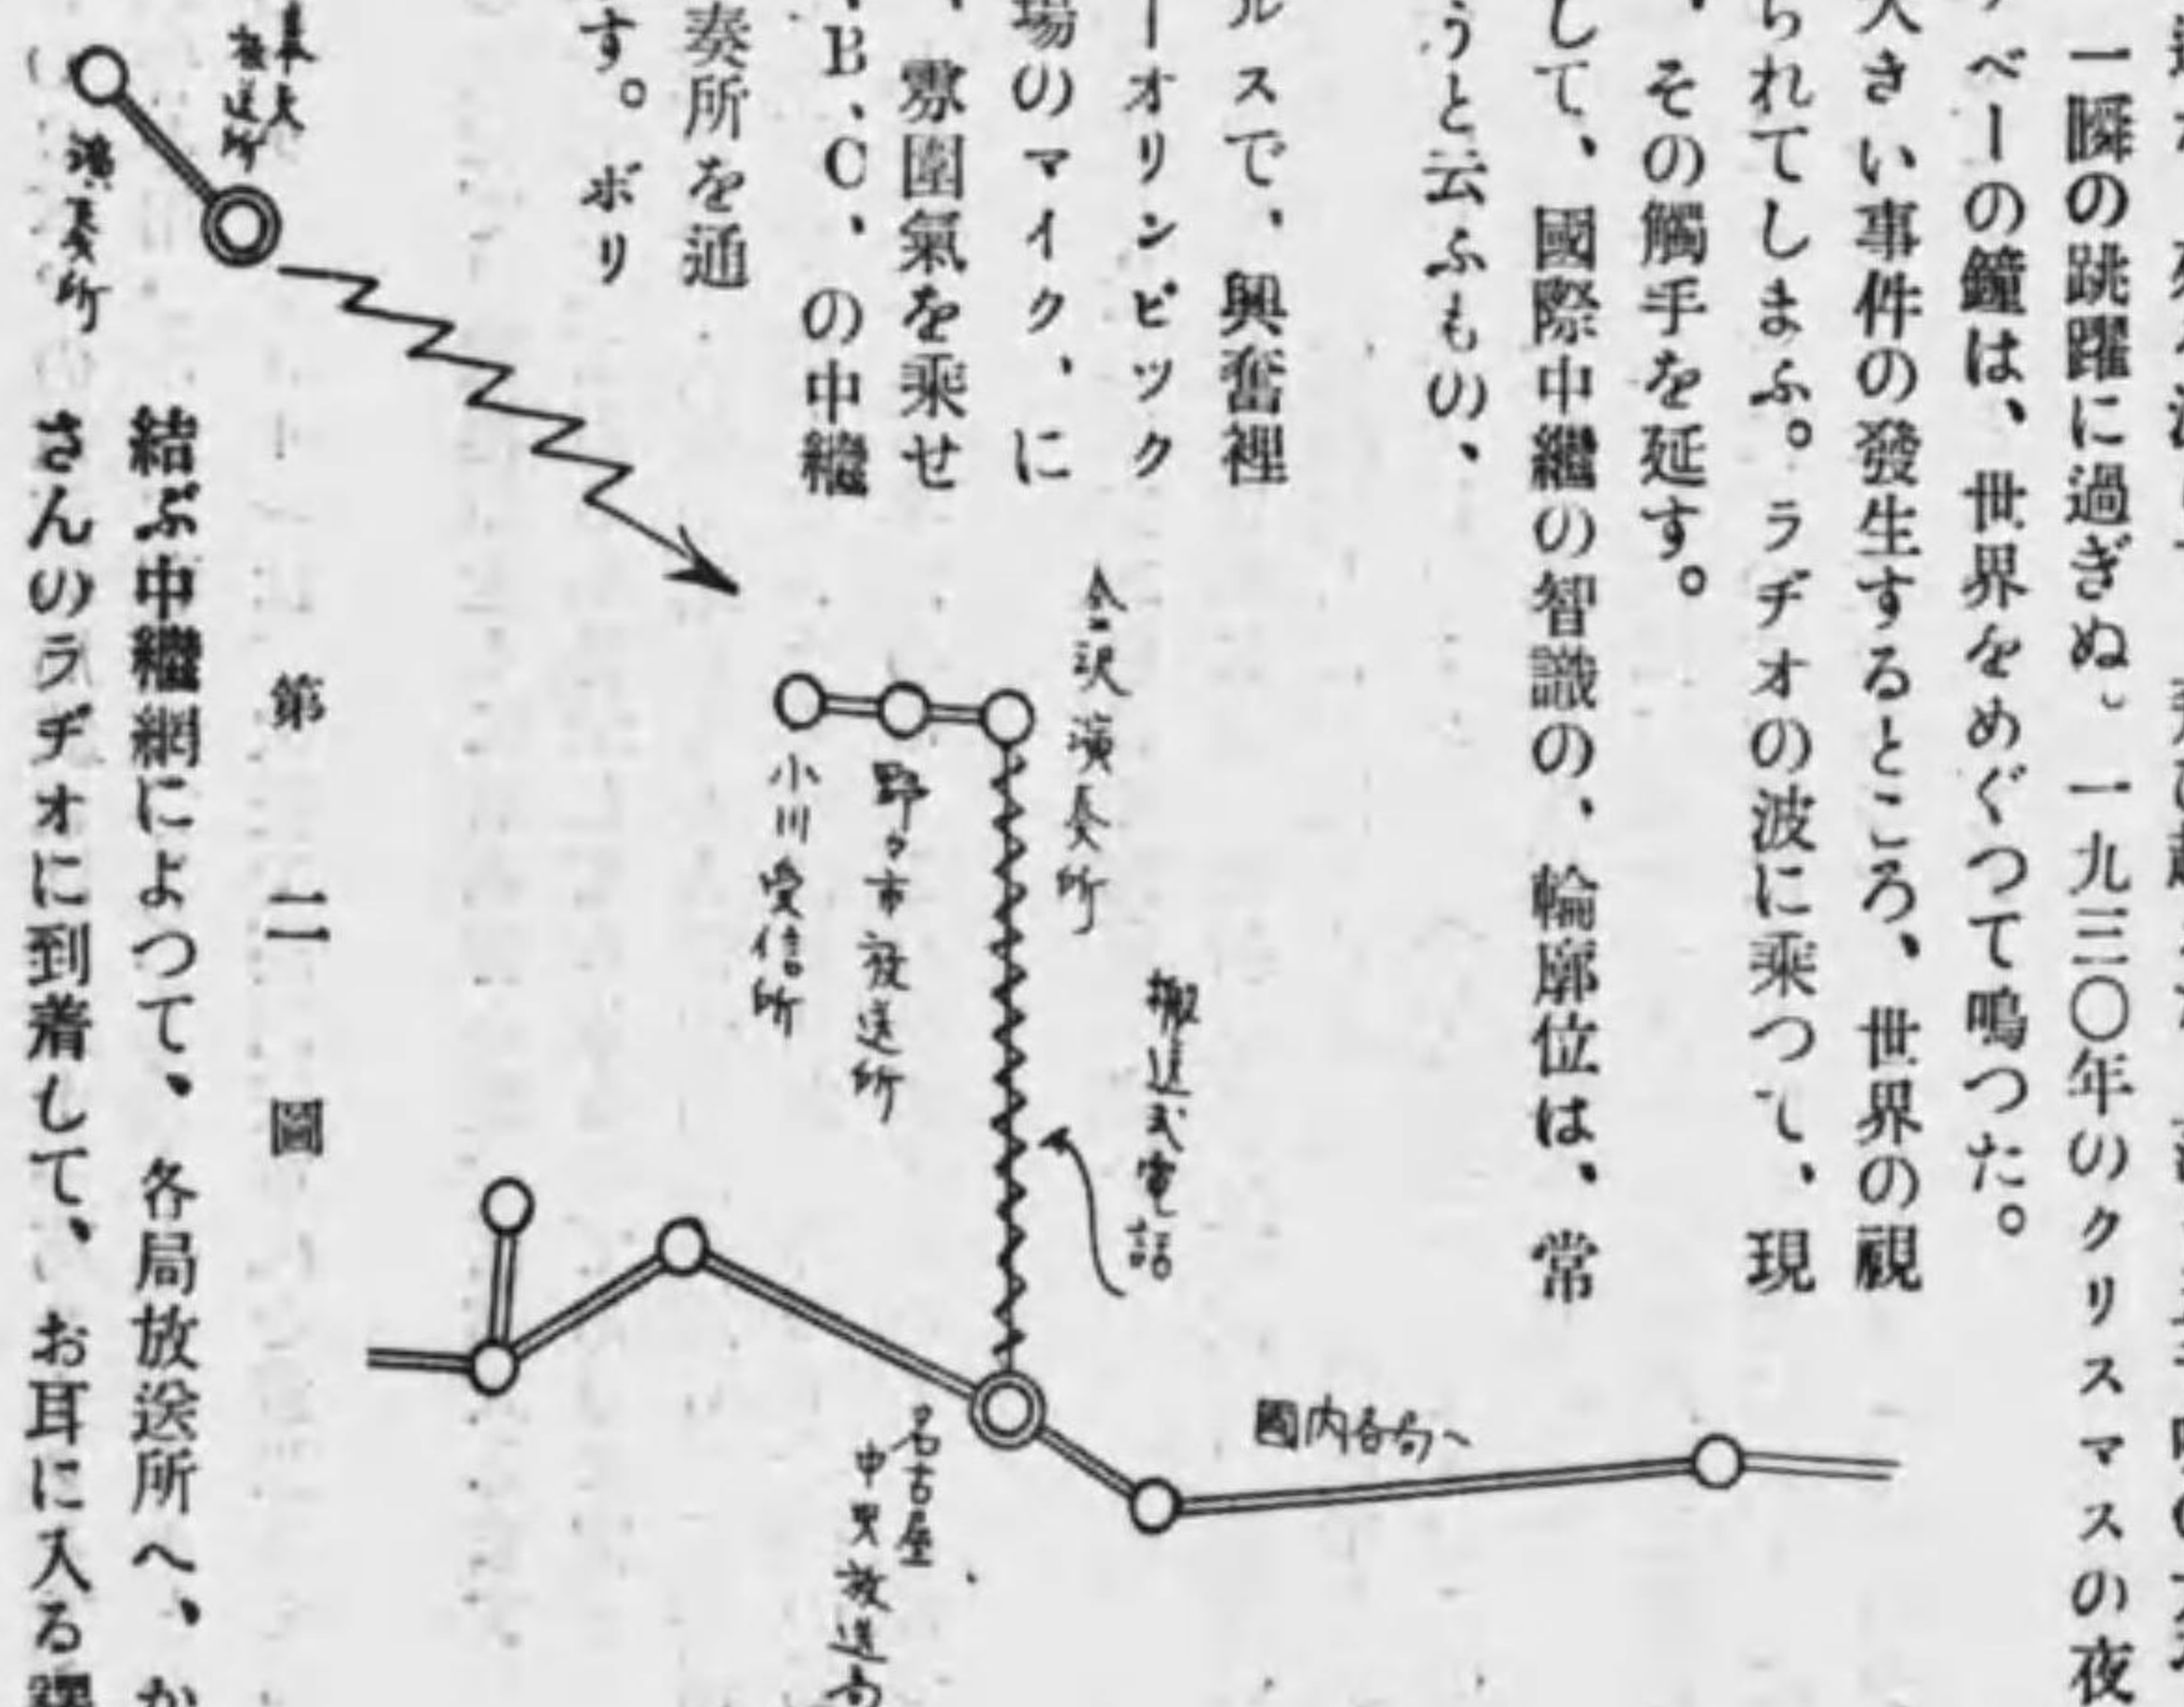 一瞬の跳躍に過ぎぬ。一九三〇年のクリスマスの夜
ベーの鐘は、世界をめぐつて鳴つた。
大きい事件の發生するところ、世界の視
られてしまふ。ラヂオの波に乘つて、現
、その觸手を延す。
して、國際中繼の智識の、輪廓位は、常
うと云ふもの、
ルスで、興奮裡
ーオリンピック
場のマイク、に
、雰圍氣を乘せ
B、C、の中繼
奏所を通
す。ボリ
放送所
演奏所
金沢演奏所
野々市放送所
小川受信所
搬送式電話
國内各局へ
名古屋
中央放送局
第二圖
結ぶ中繼網によつて、各局放送所へ、か
さんのラヂオに到着して、お耳に入る譯